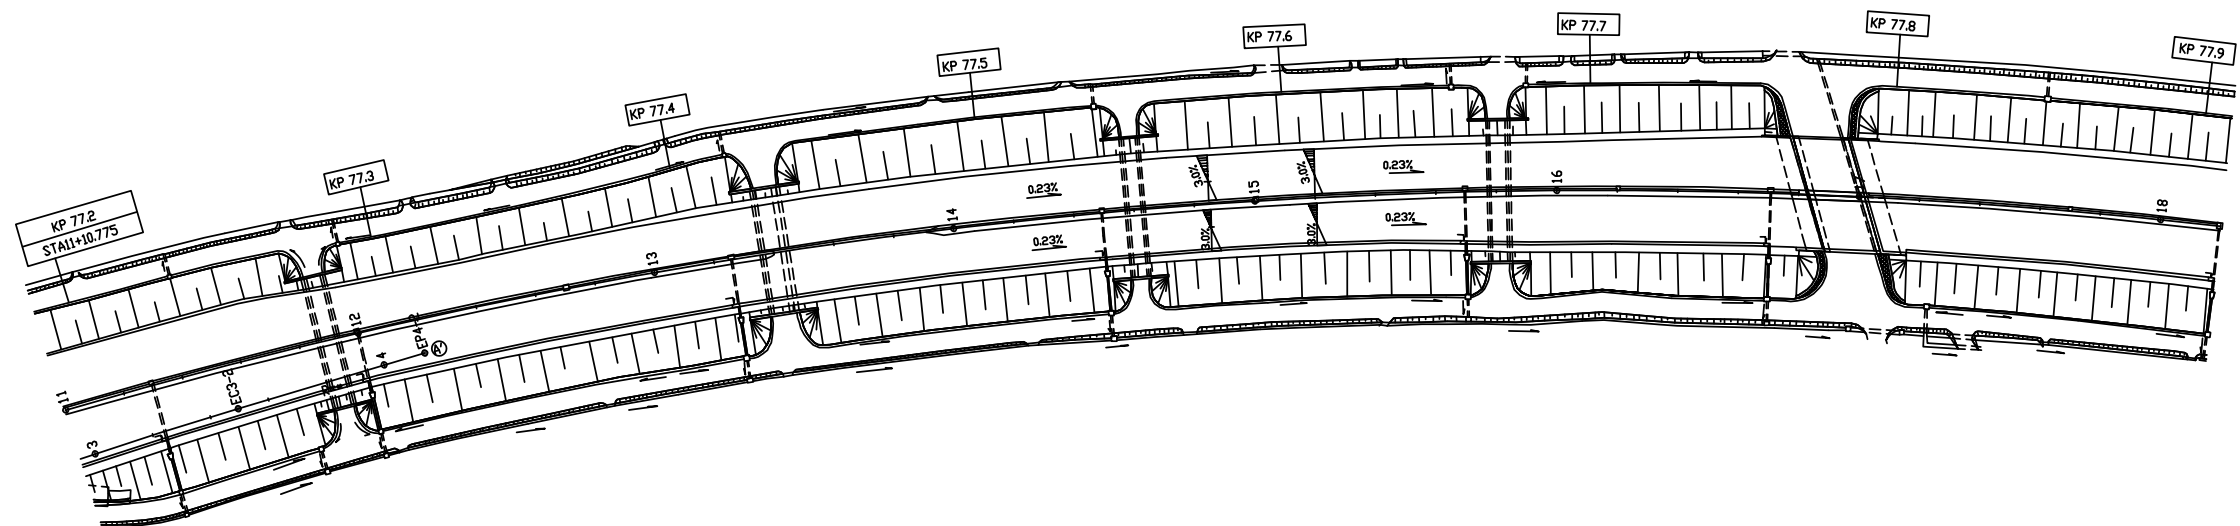 KP 77.2
STA11+10.775
KP 77.3
KP 77.4
KP 77.5
KP 77.6
KP 77.7
KP 77.8
KP 77.9
3.0%
3.0%
0.23%
0.23%
3.0%
3.0%
0.23%
0.23%
11
12
13
14
15
16
18
3
EC3-2
4
EPA4-2
A'